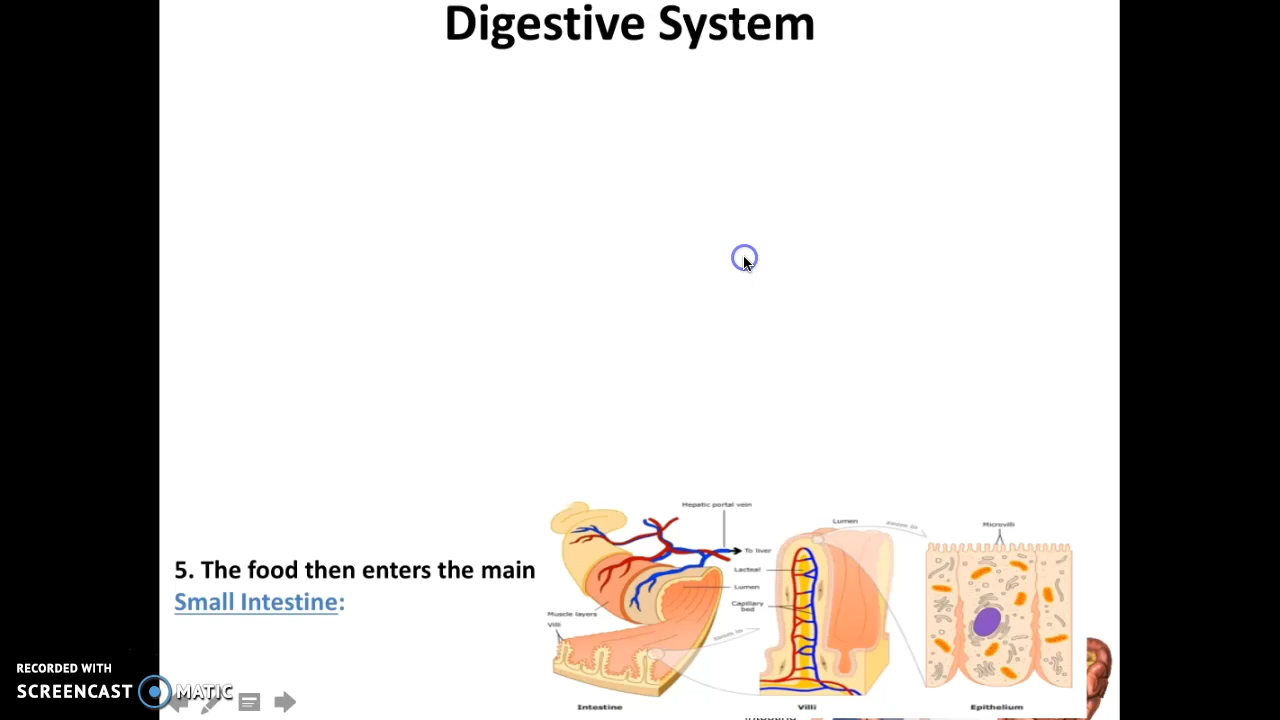 Digestive System
Hepatic portal vein
Lumen
Microvilli
To liver
5. The food then enters the main
Small Intestine:
Lacteal
Lumen
Capillary
bed
Muscle layers
Villi
RECORDED WITH
SCREENCAST MATIC
Intestine
Villi
Epithelium